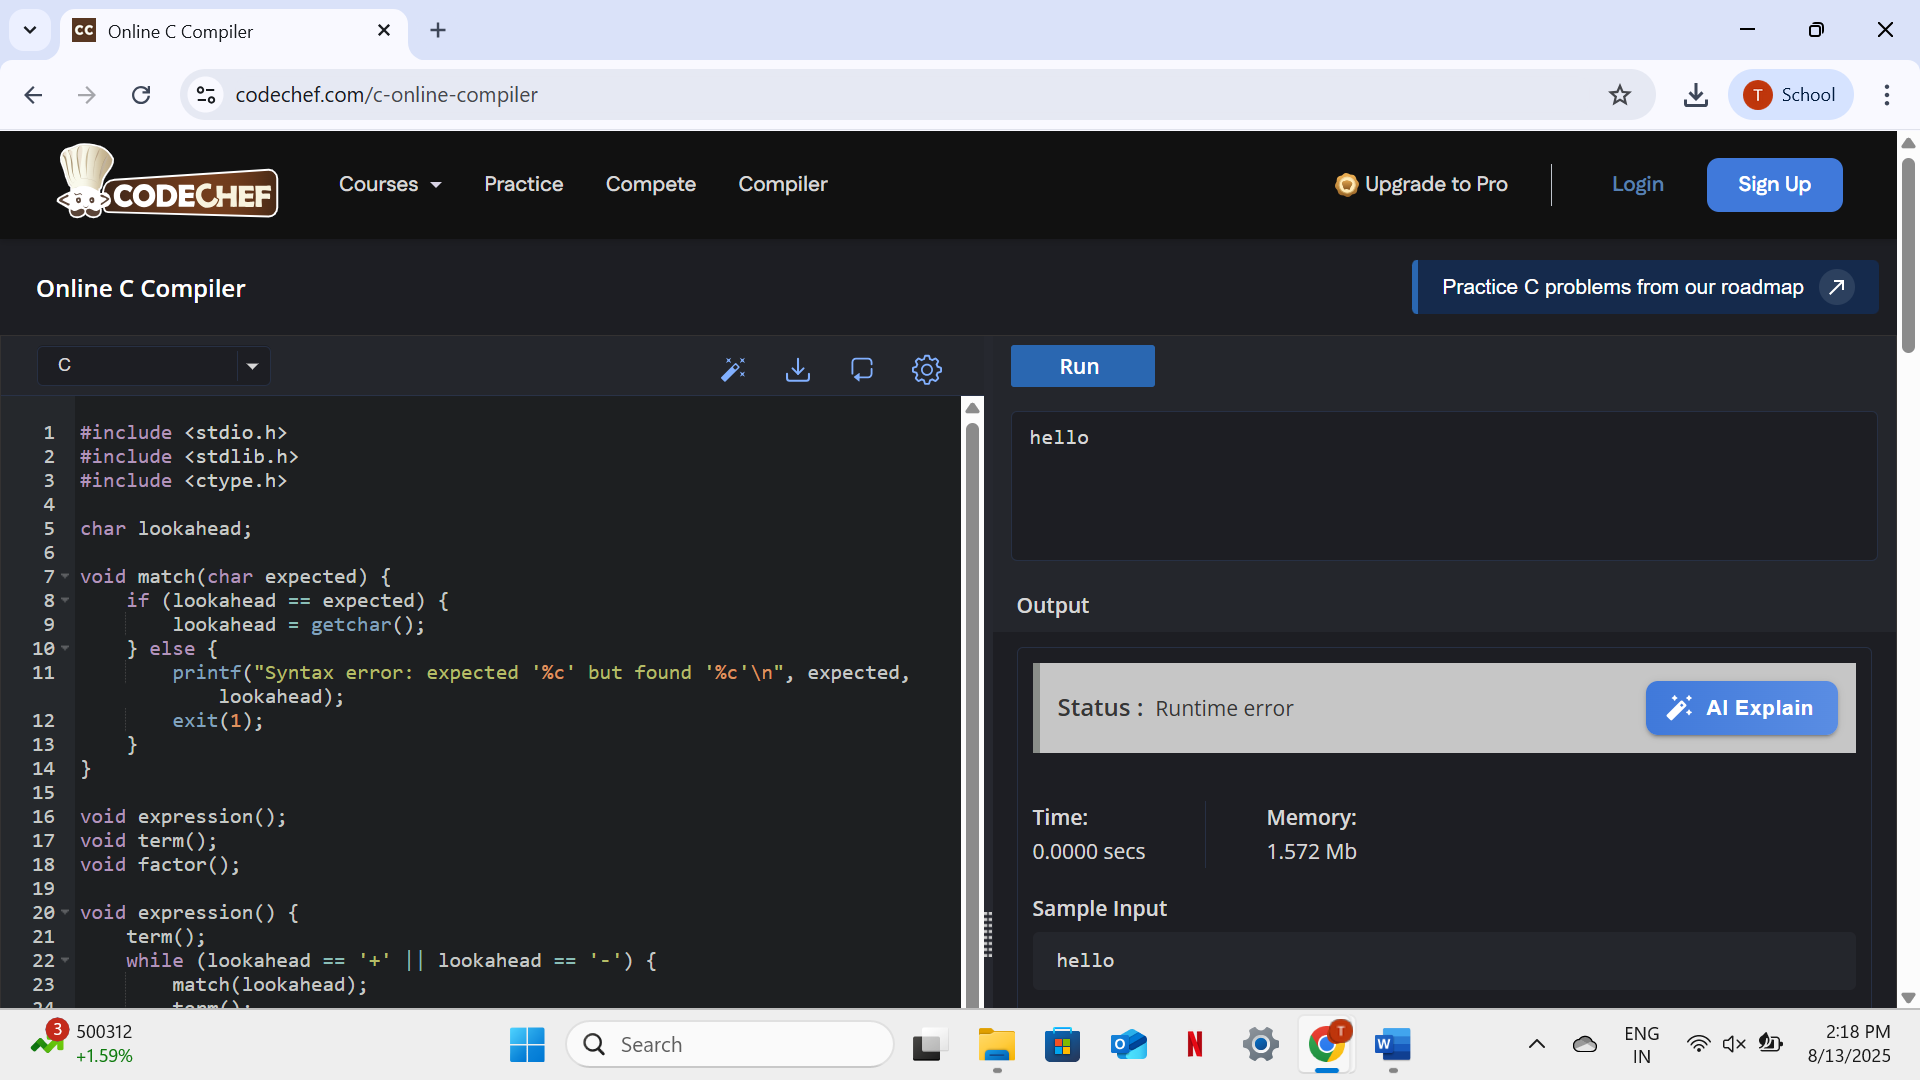 CC Online C Compiler
codechef.com/c-online-compiler
T School
CODECHEF Courses Practice Compete Compiler Upgrade to Pro Login Sign Up
Online C Compiler
Practice C problems from our roadmap
C
Run
1 #include <stdio.h>
2 #include <stdlib.h>
3 #include <ctype.h>
4
5 char lookahead;
6
7 void match(char expected) {
8 if (lookahead == expected) {
9 lookahead = getchar();
10 } else {
11 printf("Syntax error: expected '%c' but found '%c'\n", expected,
lookahead);
12 exit(1);
13 }
14 }
15
16 void expression();
17 void term();
18 void factor();
19
20 void expression() {
21 term();
22 while (lookahead == '+' || lookahead == '-') {
23 match(lookahead);
24 term();
hello
Output
Status : Runtime error
AI Explain
Time:
0.0000 secs
Memory:
1.572 Mb
Sample Input
hello
3
500312
+1.59%
Search
T
ENG
IN
2:18 PM
8/13/2025